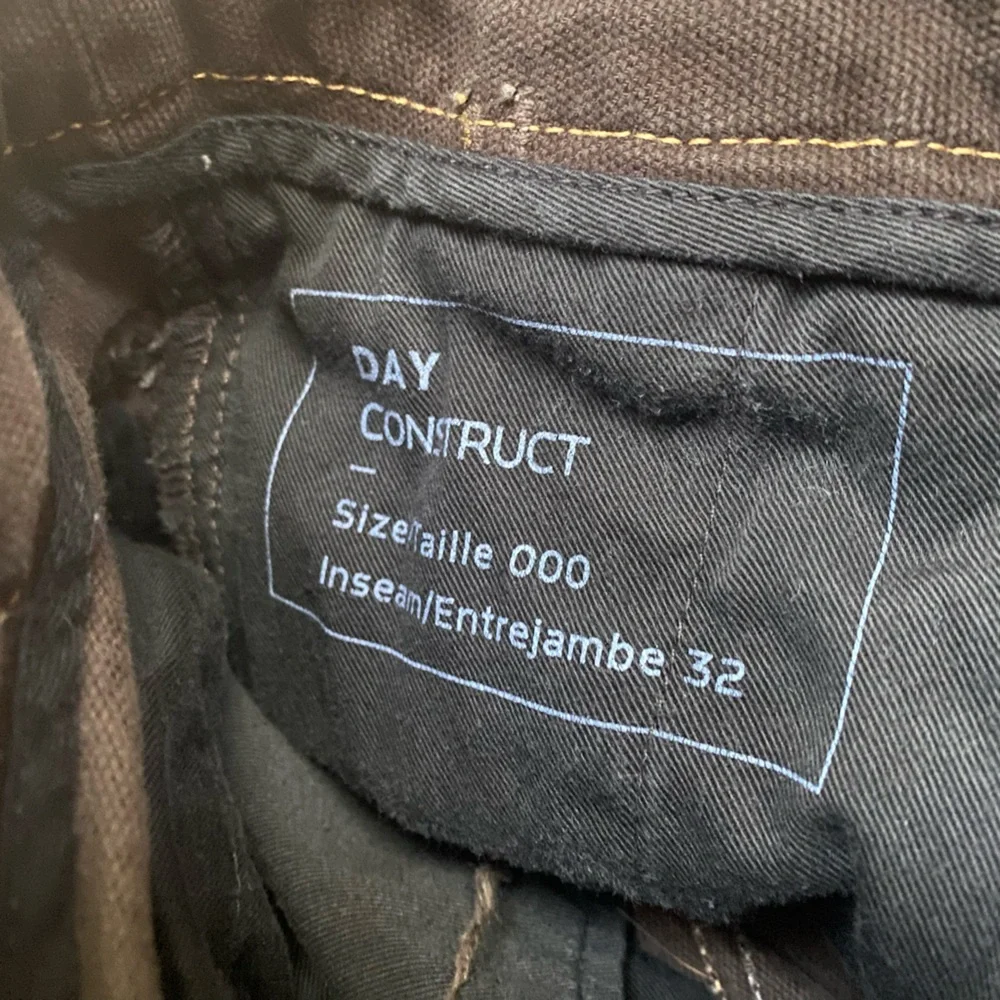 DAY
CONSTRUCT
–
Size/Taille 000
Inseam/Entrejambe 32